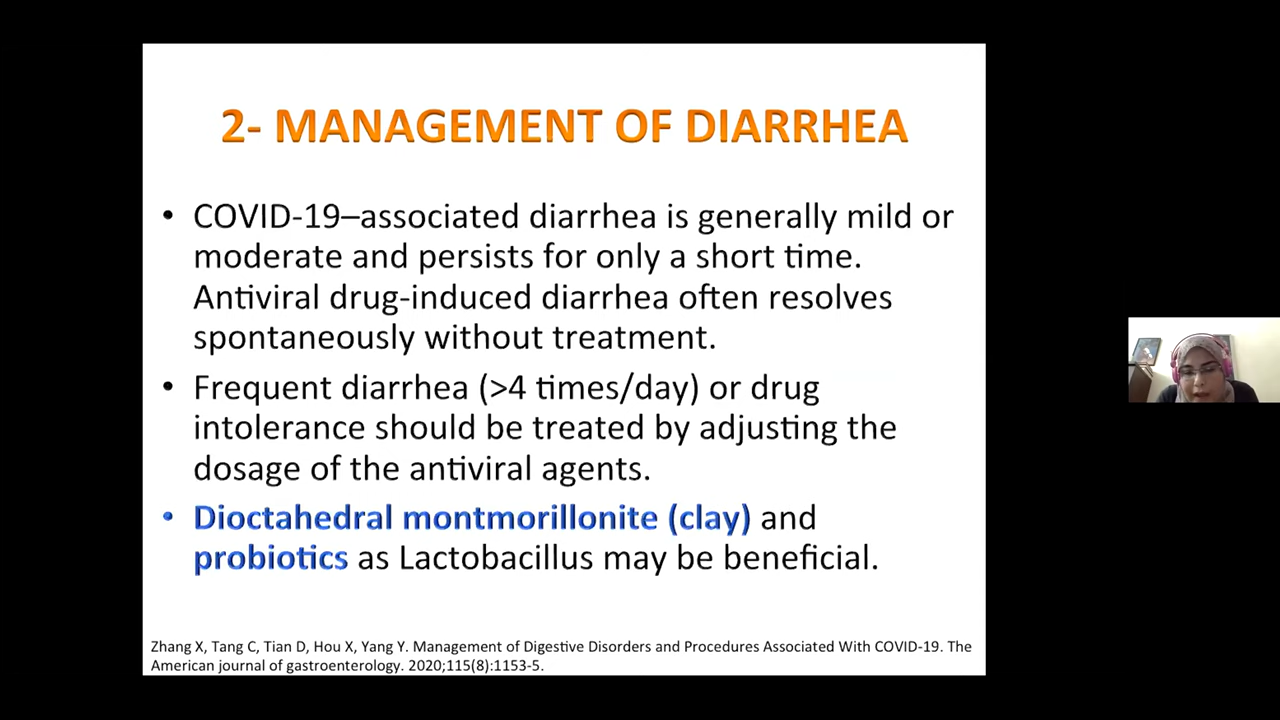 2- MANAGEMENT OF DIARRHEA
• COVID-19–associated diarrhea is generally mild or
moderate and persists for only a short time.
Antiviral drug-induced diarrhea often resolves
spontaneously without treatment.
• Frequent diarrhea (>4 times/day) or drug
intolerance should be treated by adjusting the
dosage of the antiviral agents.
• Dioctahedral montmorillonite (clay) and
probiotics as Lactobacillus may be beneficial.
Zhang X, Tang C, Tian D, Hou X, Yang Y. Management of Digestive Disorders and Procedures Associated With COVID-19. The
American journal of gastroenterology. 2020;115(8):1153-5.